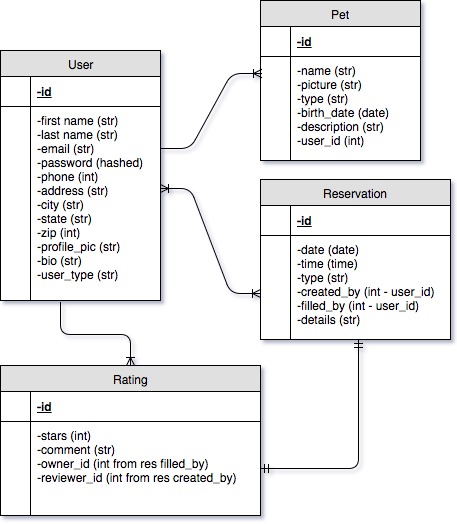 Pet
-id
-name (str)
-picture (str)
-type (str)
-birth_date (date)
-description (str)
-user_id (int)
User
-id
-first name (str)
-last name (str)
-email (str)
-password (hashed)
-phone (int)
-address (str)
-city (str)
-state (str)
-zip (int)
-profile_pic (str)
-bio (str)
-user_type (str)
Reservation
-id
-date (date)
-time (time)
-type (str)
-created_by (int - user_id)
-filled_by (int - user_id)
-details (str)
Rating
-id
-stars (int)
-comment (str)
-owner_id (int from res filled_by)
-reviewer_id (int from res created_by)